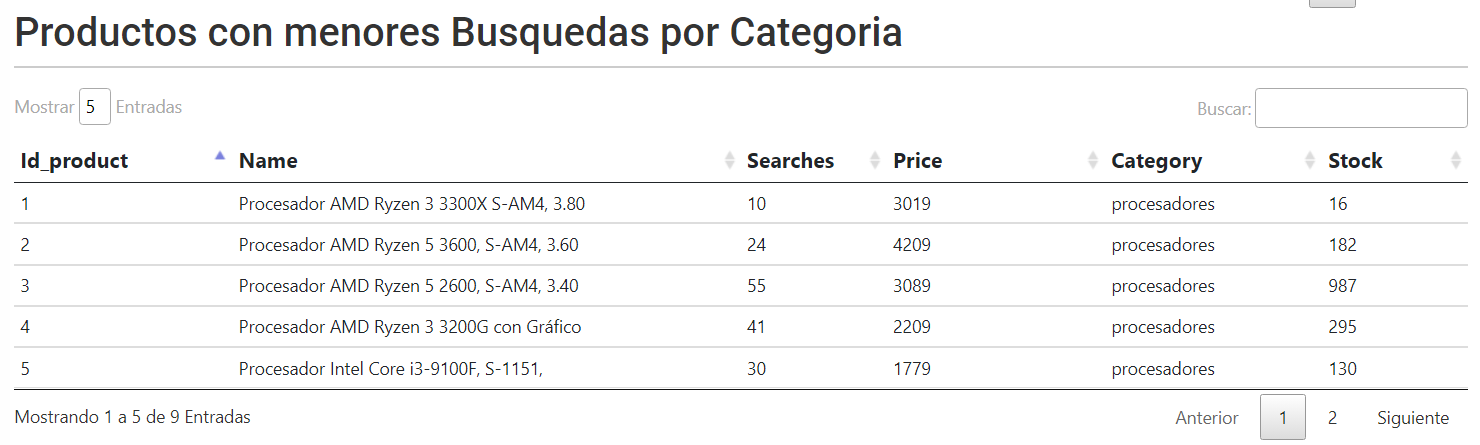 Productos con menores Busquedas por Categoria
Mostrar 5 Entradas Buscar:
Id_product Name Searches Price Category Stock
1 Procesador AMD Ryzen 3 3300X S-AM4, 3.80 10 3019 procesadores 16
2 Procesador AMD Ryzen 5 3600, S-AM4, 3.60 24 4209 procesadores 182
3 Procesador AMD Ryzen 5 2600, S-AM4, 3.40 55 3089 procesadores 987
4 Procesador AMD Ryzen 3 3200G con Gráfico 41 2209 procesadores 295
5 Procesador Intel Core i3-9100F, S-1151, 30 1779 procesadores 130
Mostrando 1 a 5 de 9 Entradas Anterior 1 2 Siguiente